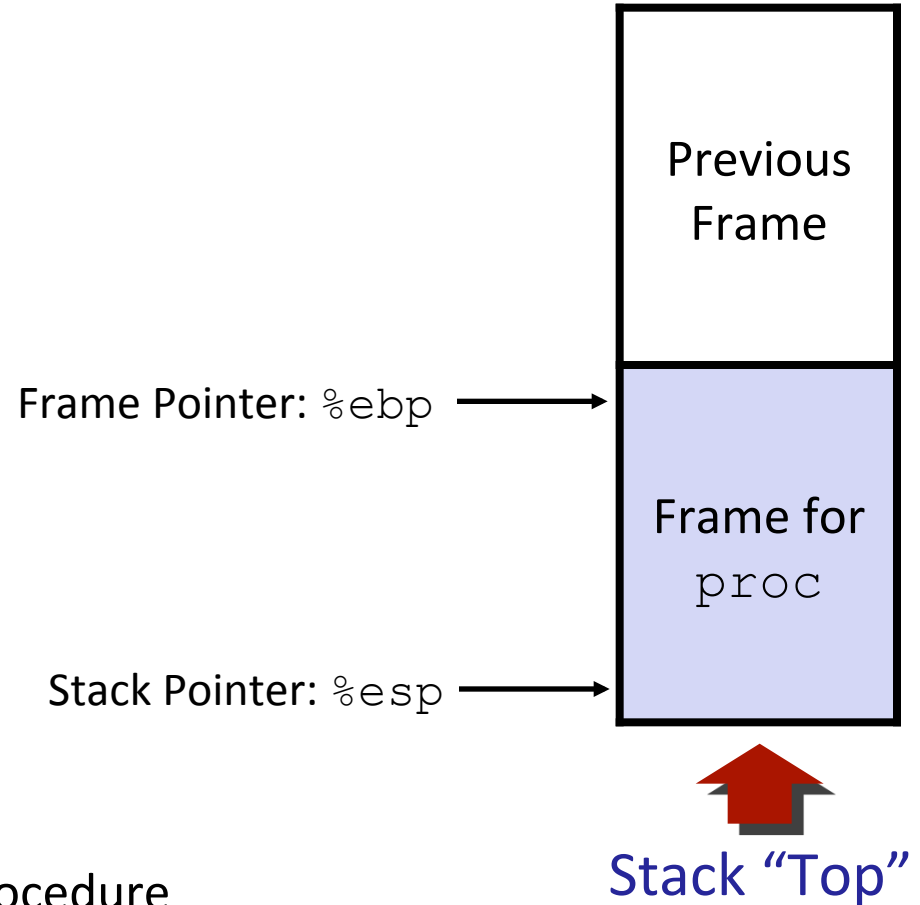 Previous
Frame
Frame Pointer: %ebp
Frame for
proc
Stack Pointer: %esp
Stack “Top”